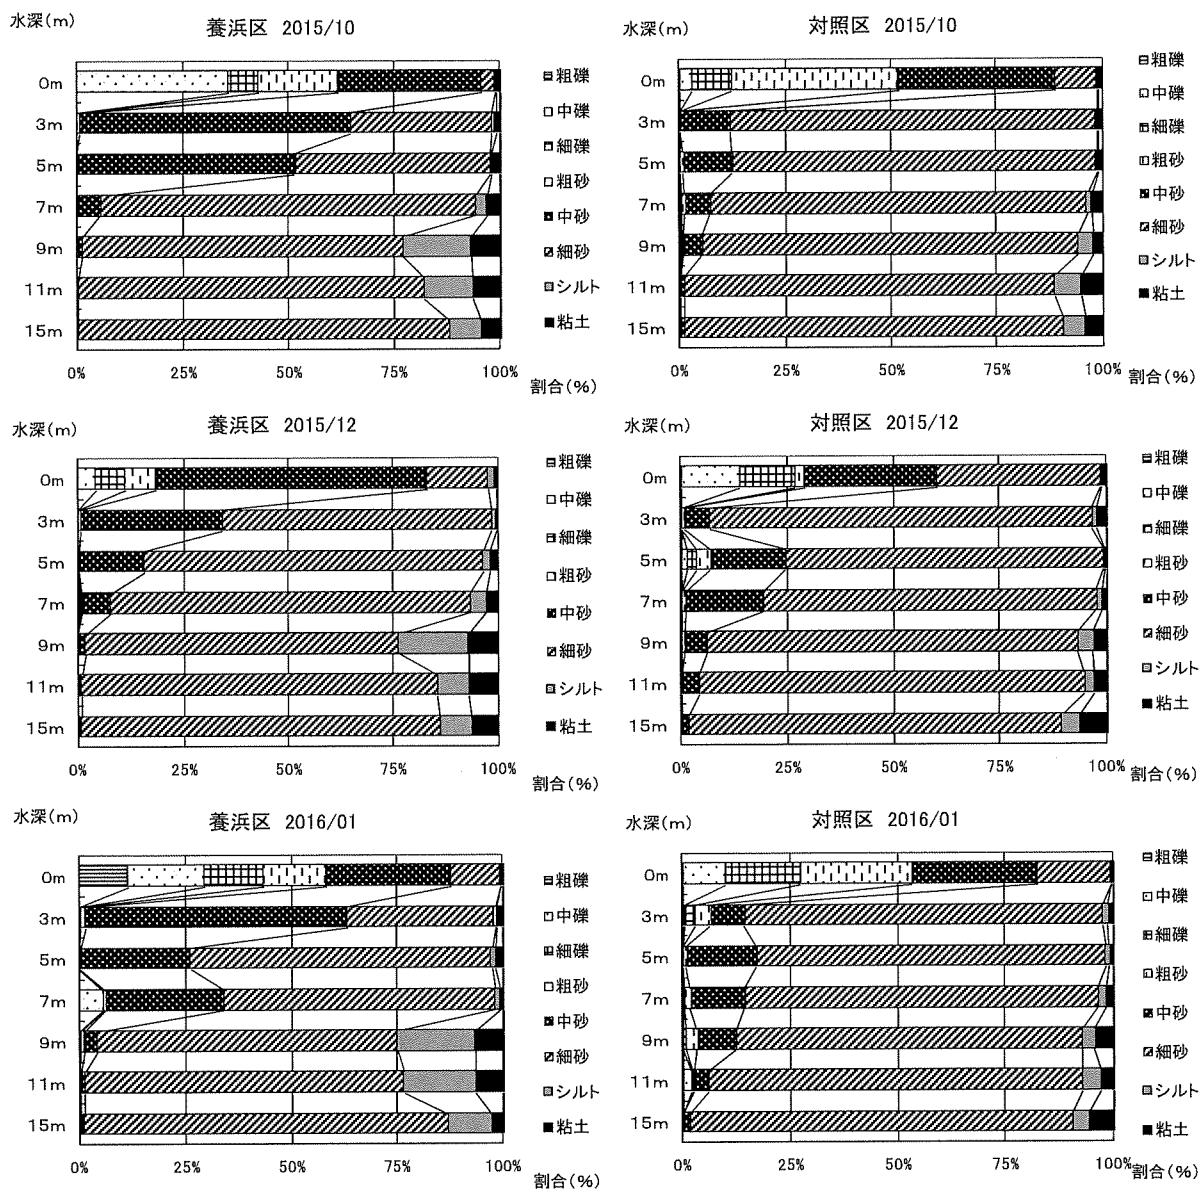 水深(m)
養浜区 2015/10
0m
3m
5m
7m
9m
11m
15m
0%
25%
50%
75%
100%
割合(%)
粗礫
中礫
細礫
粗砂
中砂
細砂
シルト
粘土
水深(m)
対照区 2015/10
0m
3m
5m
7m
9m
11m
15m
0%
25%
50%
75%
100%
割合(%)
粗礫
中礫
細礫
粗砂
中砂
細砂
シルト
粘土
水深(m)
養浜区 2015/12
0m
3m
5m
7m
9m
11m
15m
0%
25%
50%
75%
100%
割合(%)
粗礫
中礫
細礫
粗砂
中砂
細砂
シルト
粘土
水深(m)
対照区 2015/12
0m
3m
5m
7m
9m
11m
15m
0%
25%
50%
75%
100%
割合(%)
粗礫
中礫
細礫
粗砂
中砂
細砂
シルト
粘土
水深(m)
養浜区 2016/01
0m
3m
5m
7m
9m
11m
15m
0%
25%
50%
75%
100%
割合(%)
粗礫
中礫
細礫
粗砂
中砂
細砂
シルト
粘土
水深(m)
対照区 2016/01
0m
3m
5m
7m
9m
11m
15m
0%
25%
50%
75%
100%
割合(%)
粗礫
中礫
細礫
粗砂
中砂
細砂
シルト
粘土